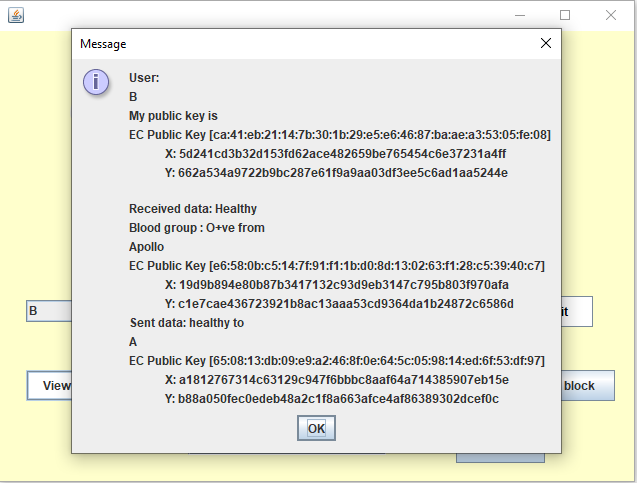 Message
User:
B
My public key is
EC Public Key [ca:41:eb:21:14:7b:30:1b:29:e5:e6:46:87:ba:ae:a3:53:05:fe:08]
X: 5d241cd3b32d153fd62ace482659be765454c6e37231a4ff
Y: 662a534a9722b9bc287e61f9a9aa03df3ee5c6ad1aa5244e
Received data: Healthy
Blood group : O+ve from
Apollo
EC Public Key [e6:58:0b:c5:14:7f:91:f1:1b:d0:8d:13:02:63:f1:28:c5:39:40:c7]
X: 19d9b894e80b87b3417132c93d9eb3147c795b803f970afa
Y: c1e7cae436723921b8ac13aaa53cd9364da1b24872c6586d
Sent data: healthy to
A
EC Public Key [65:08:13:db:09:e9:a2:46:8f:0e:64:5c:05:98:14:ed:6f:53:df:97]
X: a1812767314c63129c947f6bbbc8aaf64a714385907eb15e
Y: b88a050fec0edeb48a2c1f8a663afce4af86389302dcef0c
OK
B
it
View
block